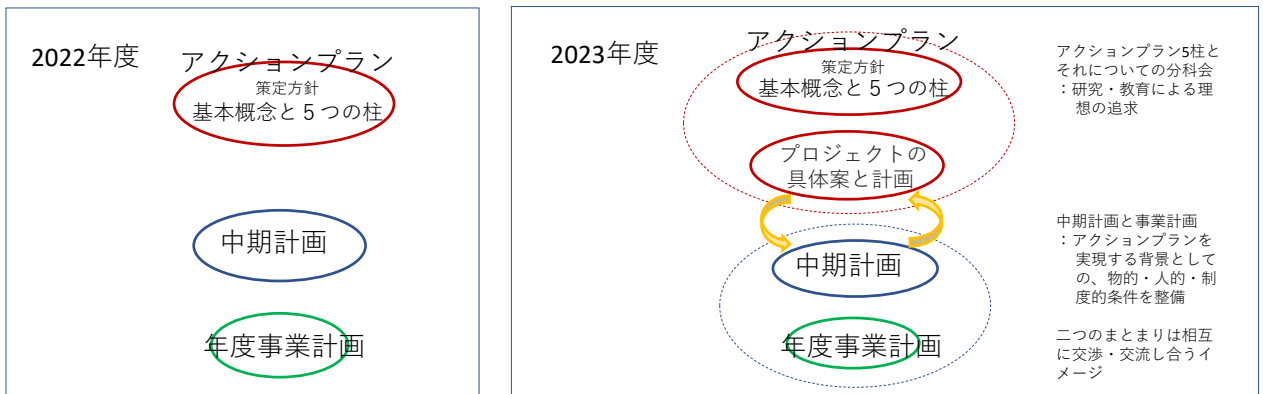 2022年度
アクションプラン
策定方針
基本概念と５つの柱
中期計画
年度事業計画
2023年度
アクションプラン
策定方針
基本概念と５つの柱
プロジェクトの
具体案と計画
中期計画
年度事業計画
アクションプラン5柱と
それについての分科会
：研究・教育による理
想の追求
中期計画と事業計画
：アクションプランを
実現する背景として
の、物的・人的・制
度的条件を整備
二つのまとまりは相互
に交渉・交流し合うイ
メージ